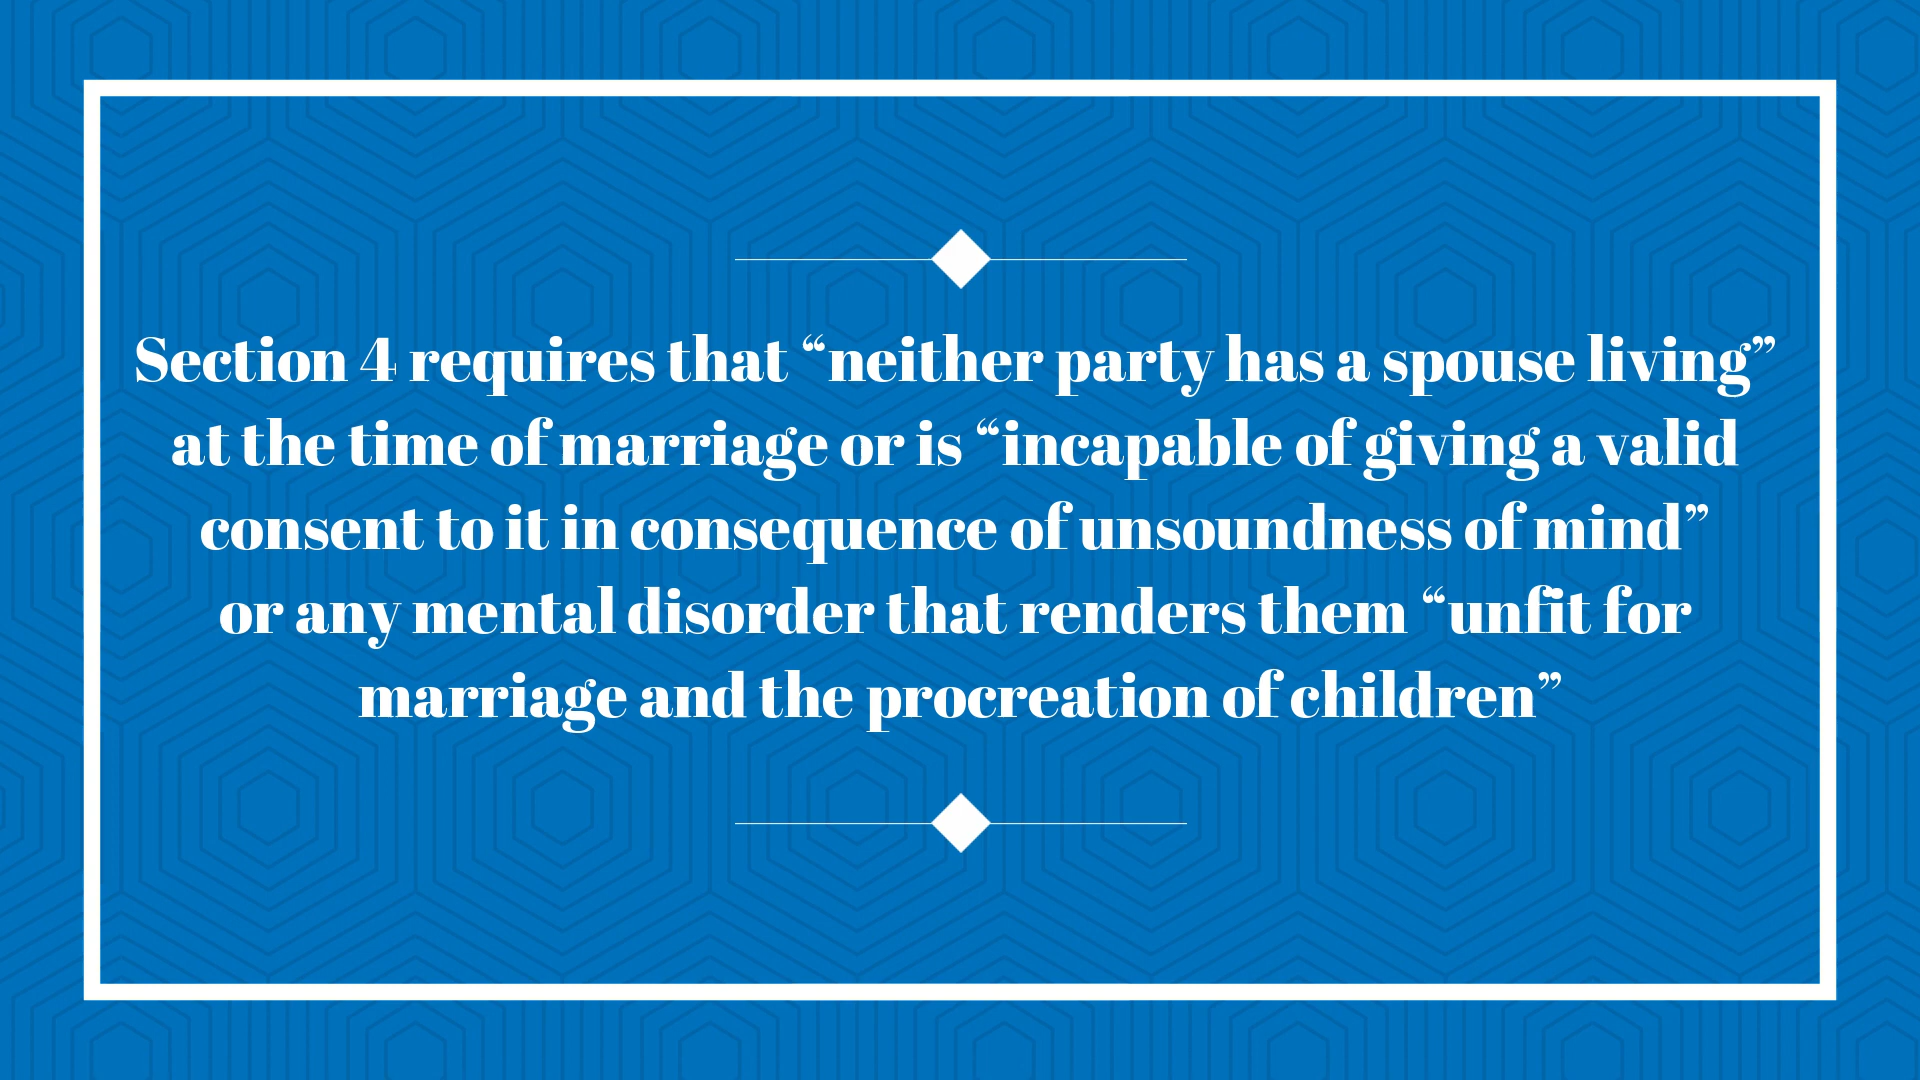 Section 4 requires that “neither party has a spouse living”
at the time of marriage or is “incapable of giving a valid
consent to it in consequence of unsoundness of mind”
or any mental disorder that renders them “unfit for
marriage and the procreation of children”